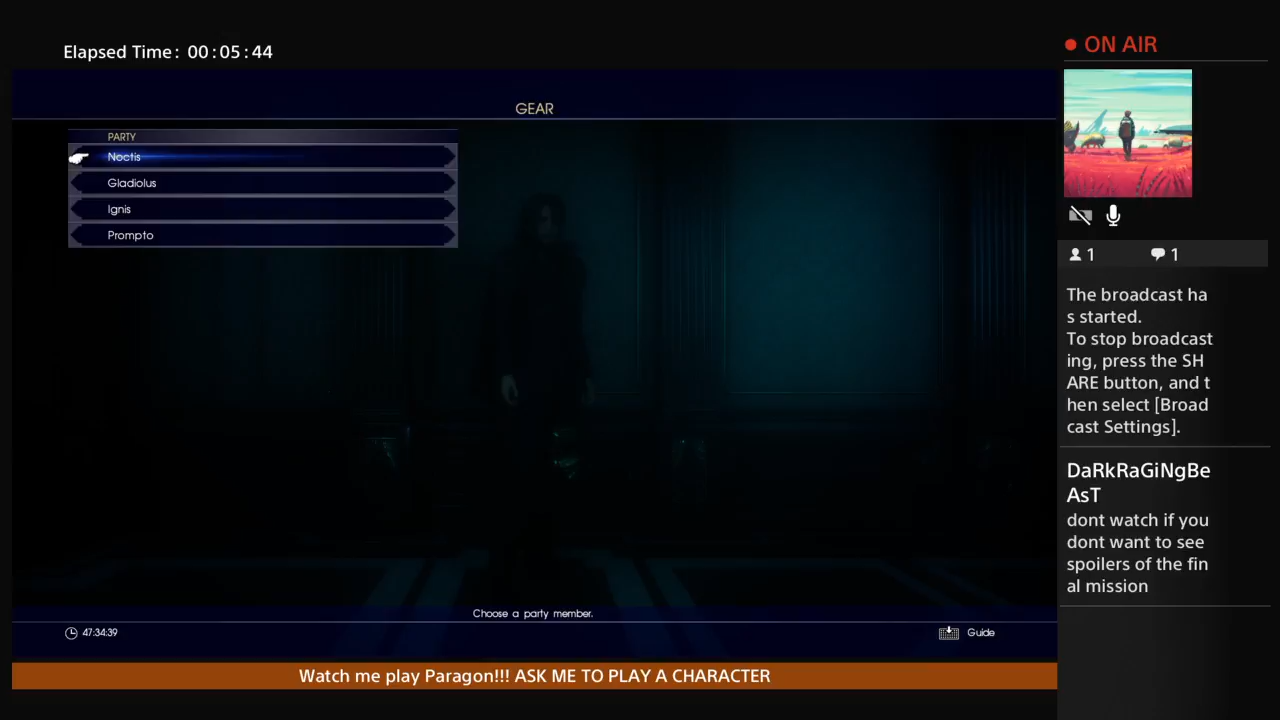 Elapsed Time: 00:05:44
ON AIR
GEAR
PARTY
Noctis
Gladiolus
Ignis
Prompto
1
1
The broadcast ha
s started.
To stop broadcast
ing, press the SH
ARE button, and t
hen select [Broad
cast Settings].
DaRkRaGiNgBe
AsT
dont watch if you
dont want to see
spoilers of the fin
al mission
Choose a party member.
47:34:39
Guide
Watch me play Paragon!!! ASK ME TO PLAY A CHARACTER